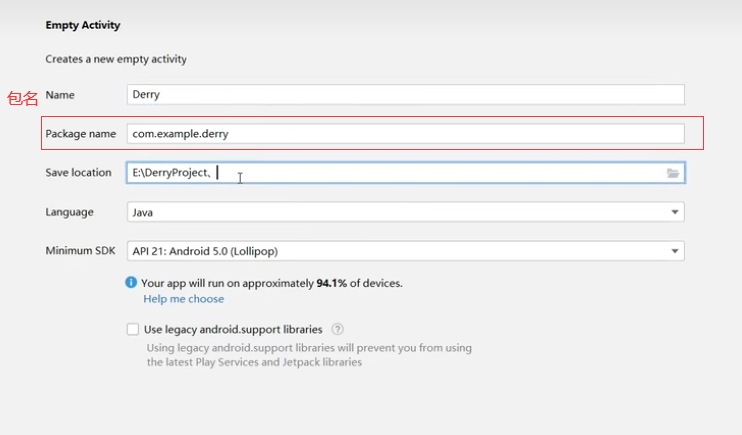 Empty Activity
Creates a new empty activity
包名
Name Derry
Package name com.example.derry
Save location E:\DerryProject、
Language Java
Minimum SDK API 21: Android 5.0 (Lollipop)
Your app will run on approximately 94.1% of devices.
Help me choose
Use legacy android.support libraries ?
Using legacy android.support libraries will prevent you from using
the latest Play Services and Jetpack libraries